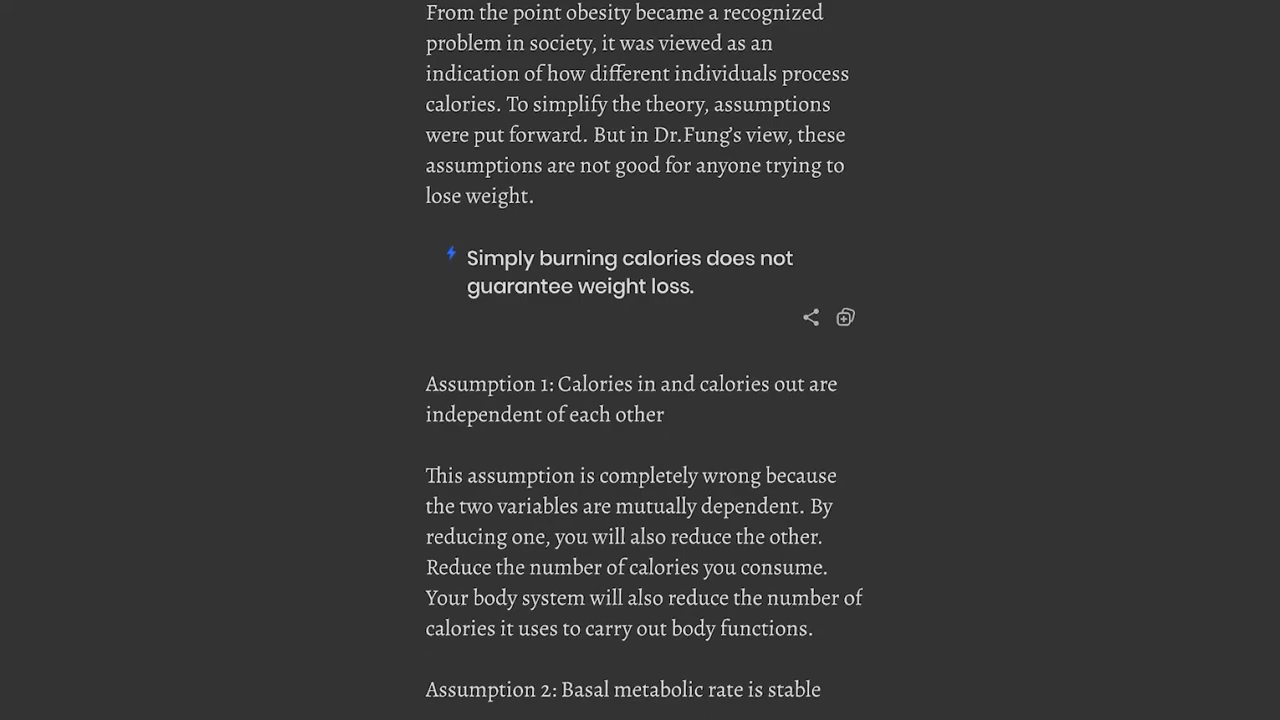 From the point obesity became a recognized
problem in society, it was viewed as an
indication of how different individuals process
calories. To simplify the theory, assumptions
were put forward. But in Dr.Fung's view, these
assumptions are not good for anyone trying to
lose weight.
Simply burning calories does not
guarantee weight loss.
Assumption 1: Calories in and calories out are
independent of each other
This assumption is completely wrong because
the two variables are mutually dependent. By
reducing one, you will also reduce the other.
Reduce the number of calories you consume.
Your body system will also reduce the number of
calories it uses to carry out body functions.
Assumption 2: Basal metabolic rate is stable